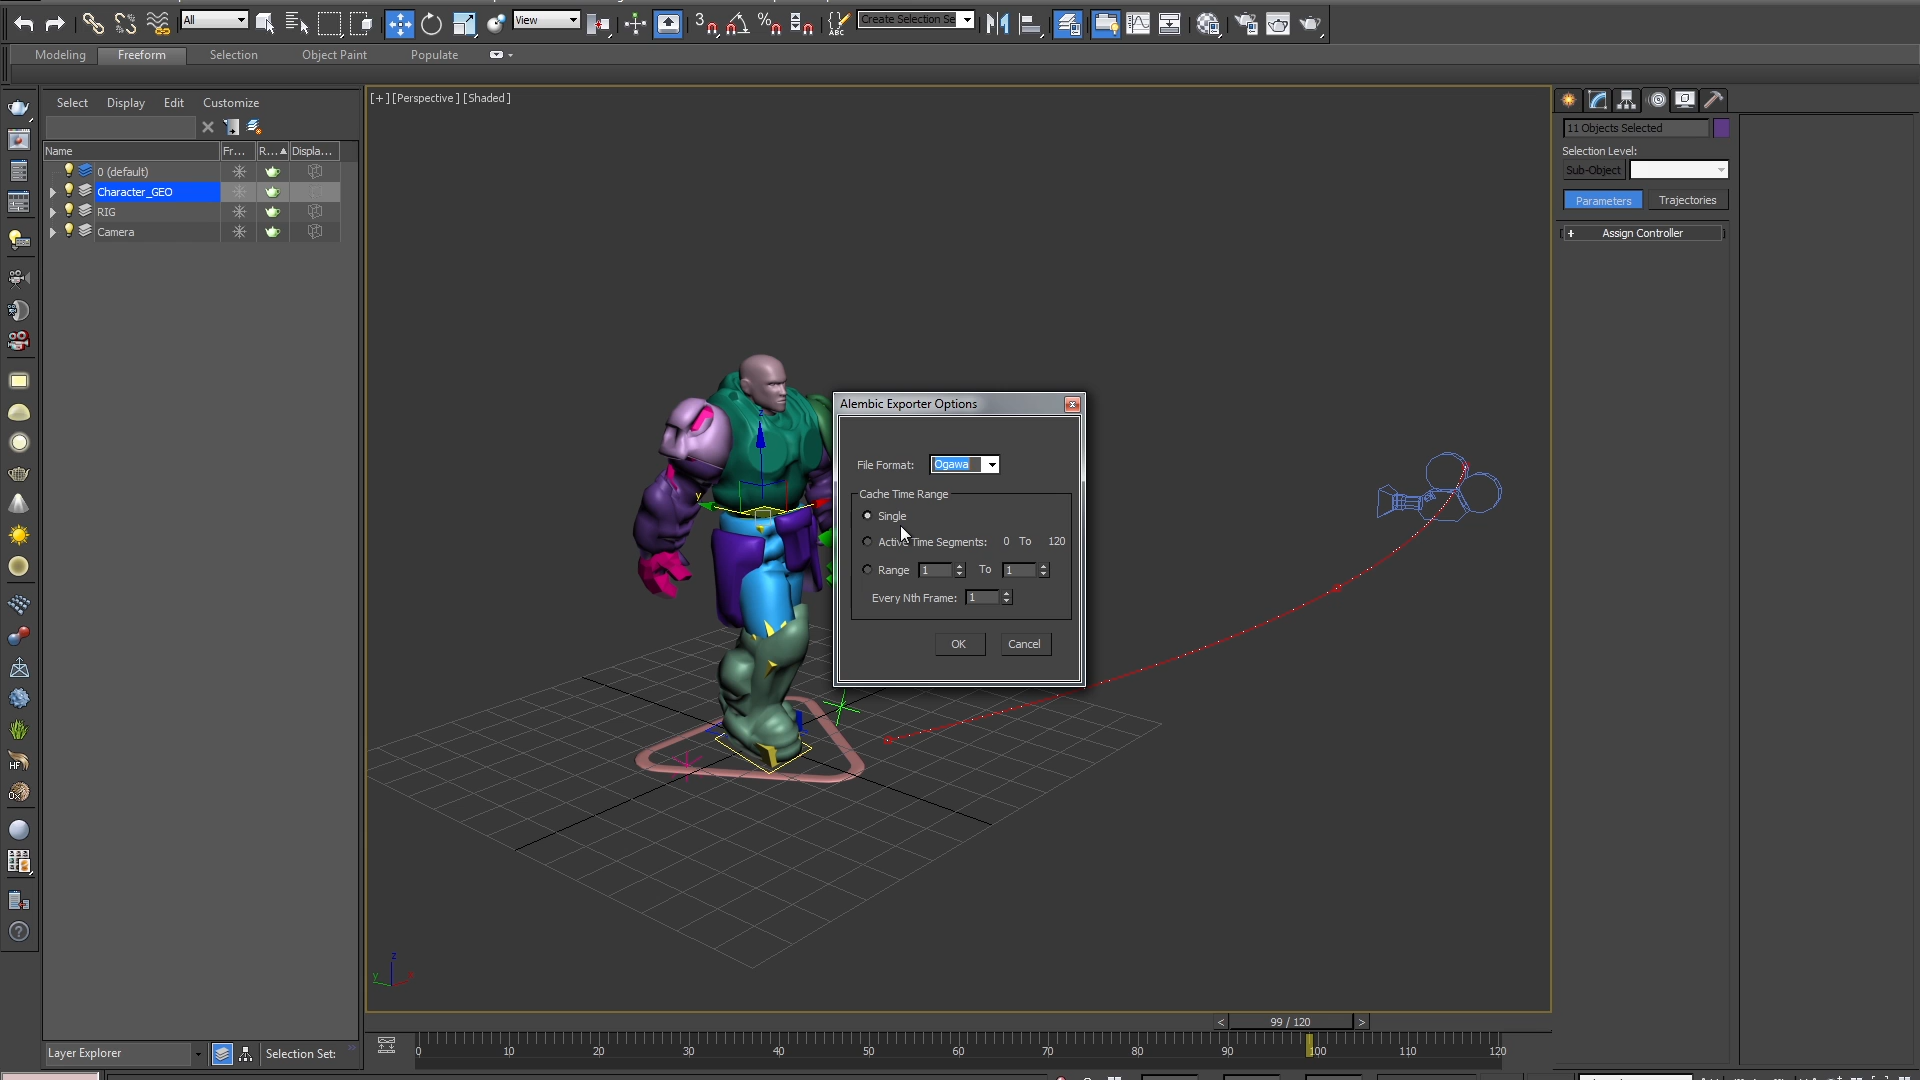 All
View
3
%
ABC
Create Selection Se
Modeling
Freeform
Selection
Object Paint
Populate
Select
Display
Edit
Customize
Name
Fr...
R...
Displa...
0 (default)
Character_GEO
RIG
Camera
[+] [Perspective ] [Shaded ]
11 Objects Selected
Selection Level:
Sub-Object
Parameters
Trajectories
+ Assign Controller
Alembic Exporter Options
File Format: Ogawa
Cache Time Range
Single
Active Time Segments: 0 To 120
Range 1 To 1
Every Nth Frame: 1
OK
Cancel
z
y
HF
z
y
x
< 99 / 120 >
0 10 20 30 40 50 60 70 80 90 100 110 120
Layer Explorer
Selection Set: